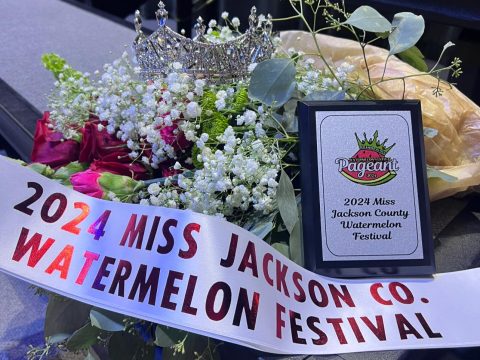 Pageant
2024 Miss
Jackson County
Watermelon
Festival
2024 MISS JACKSON CO.
WATERMELON FESTIVAL